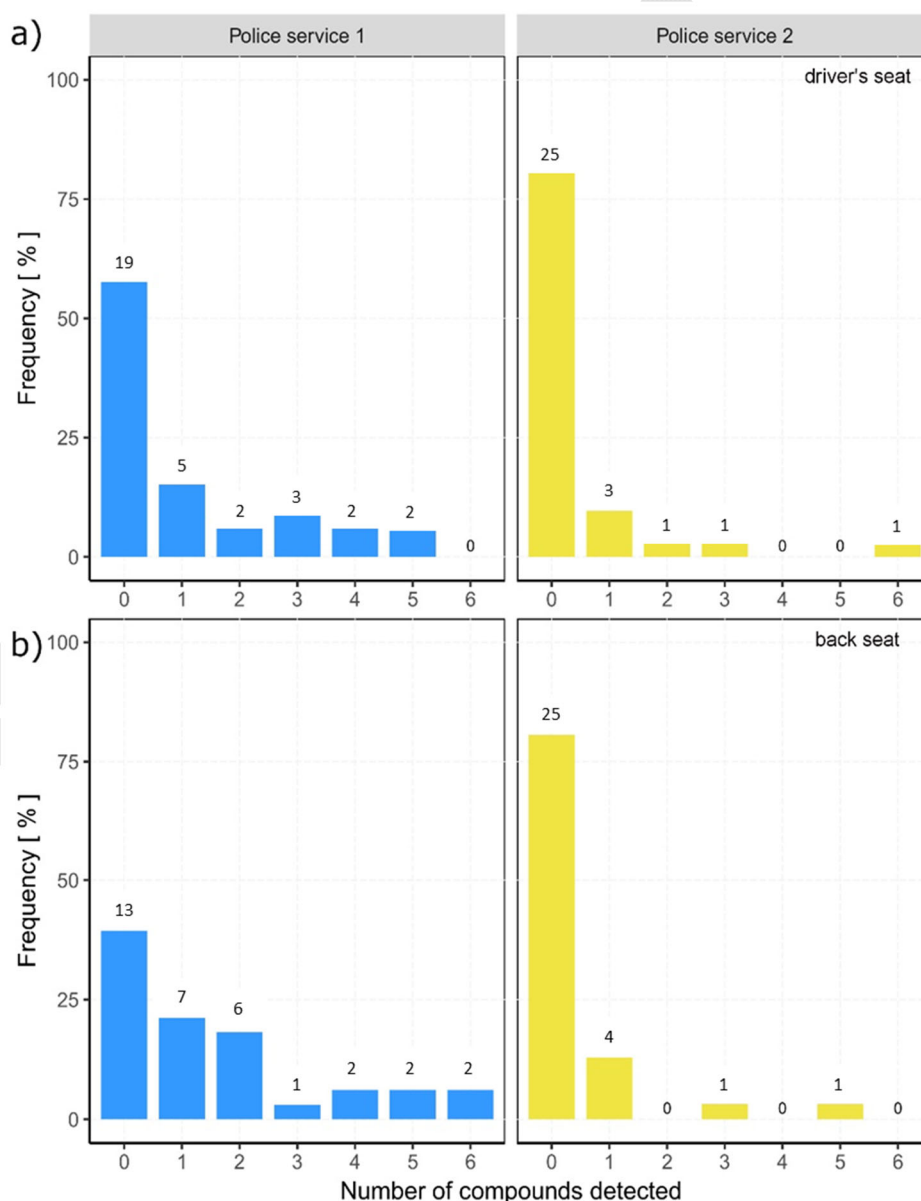 a)
Police service 1
Police service 2
driver's seat
Frequency [ % ]
100
75
50
25
0
19
5
2
3
2
2
0
25
3
1
1
0
0
1
0 1 2 3 4 5 6
0 1 2 3 4 5 6
b)
back seat
Frequency [ % ]
100
75
50
25
0
13
7
6
1
2
2
2
25
4
0
1
0
1
0
0 1 2 3 4 5 6
0 1 2 3 4 5 6
Number of compounds detected